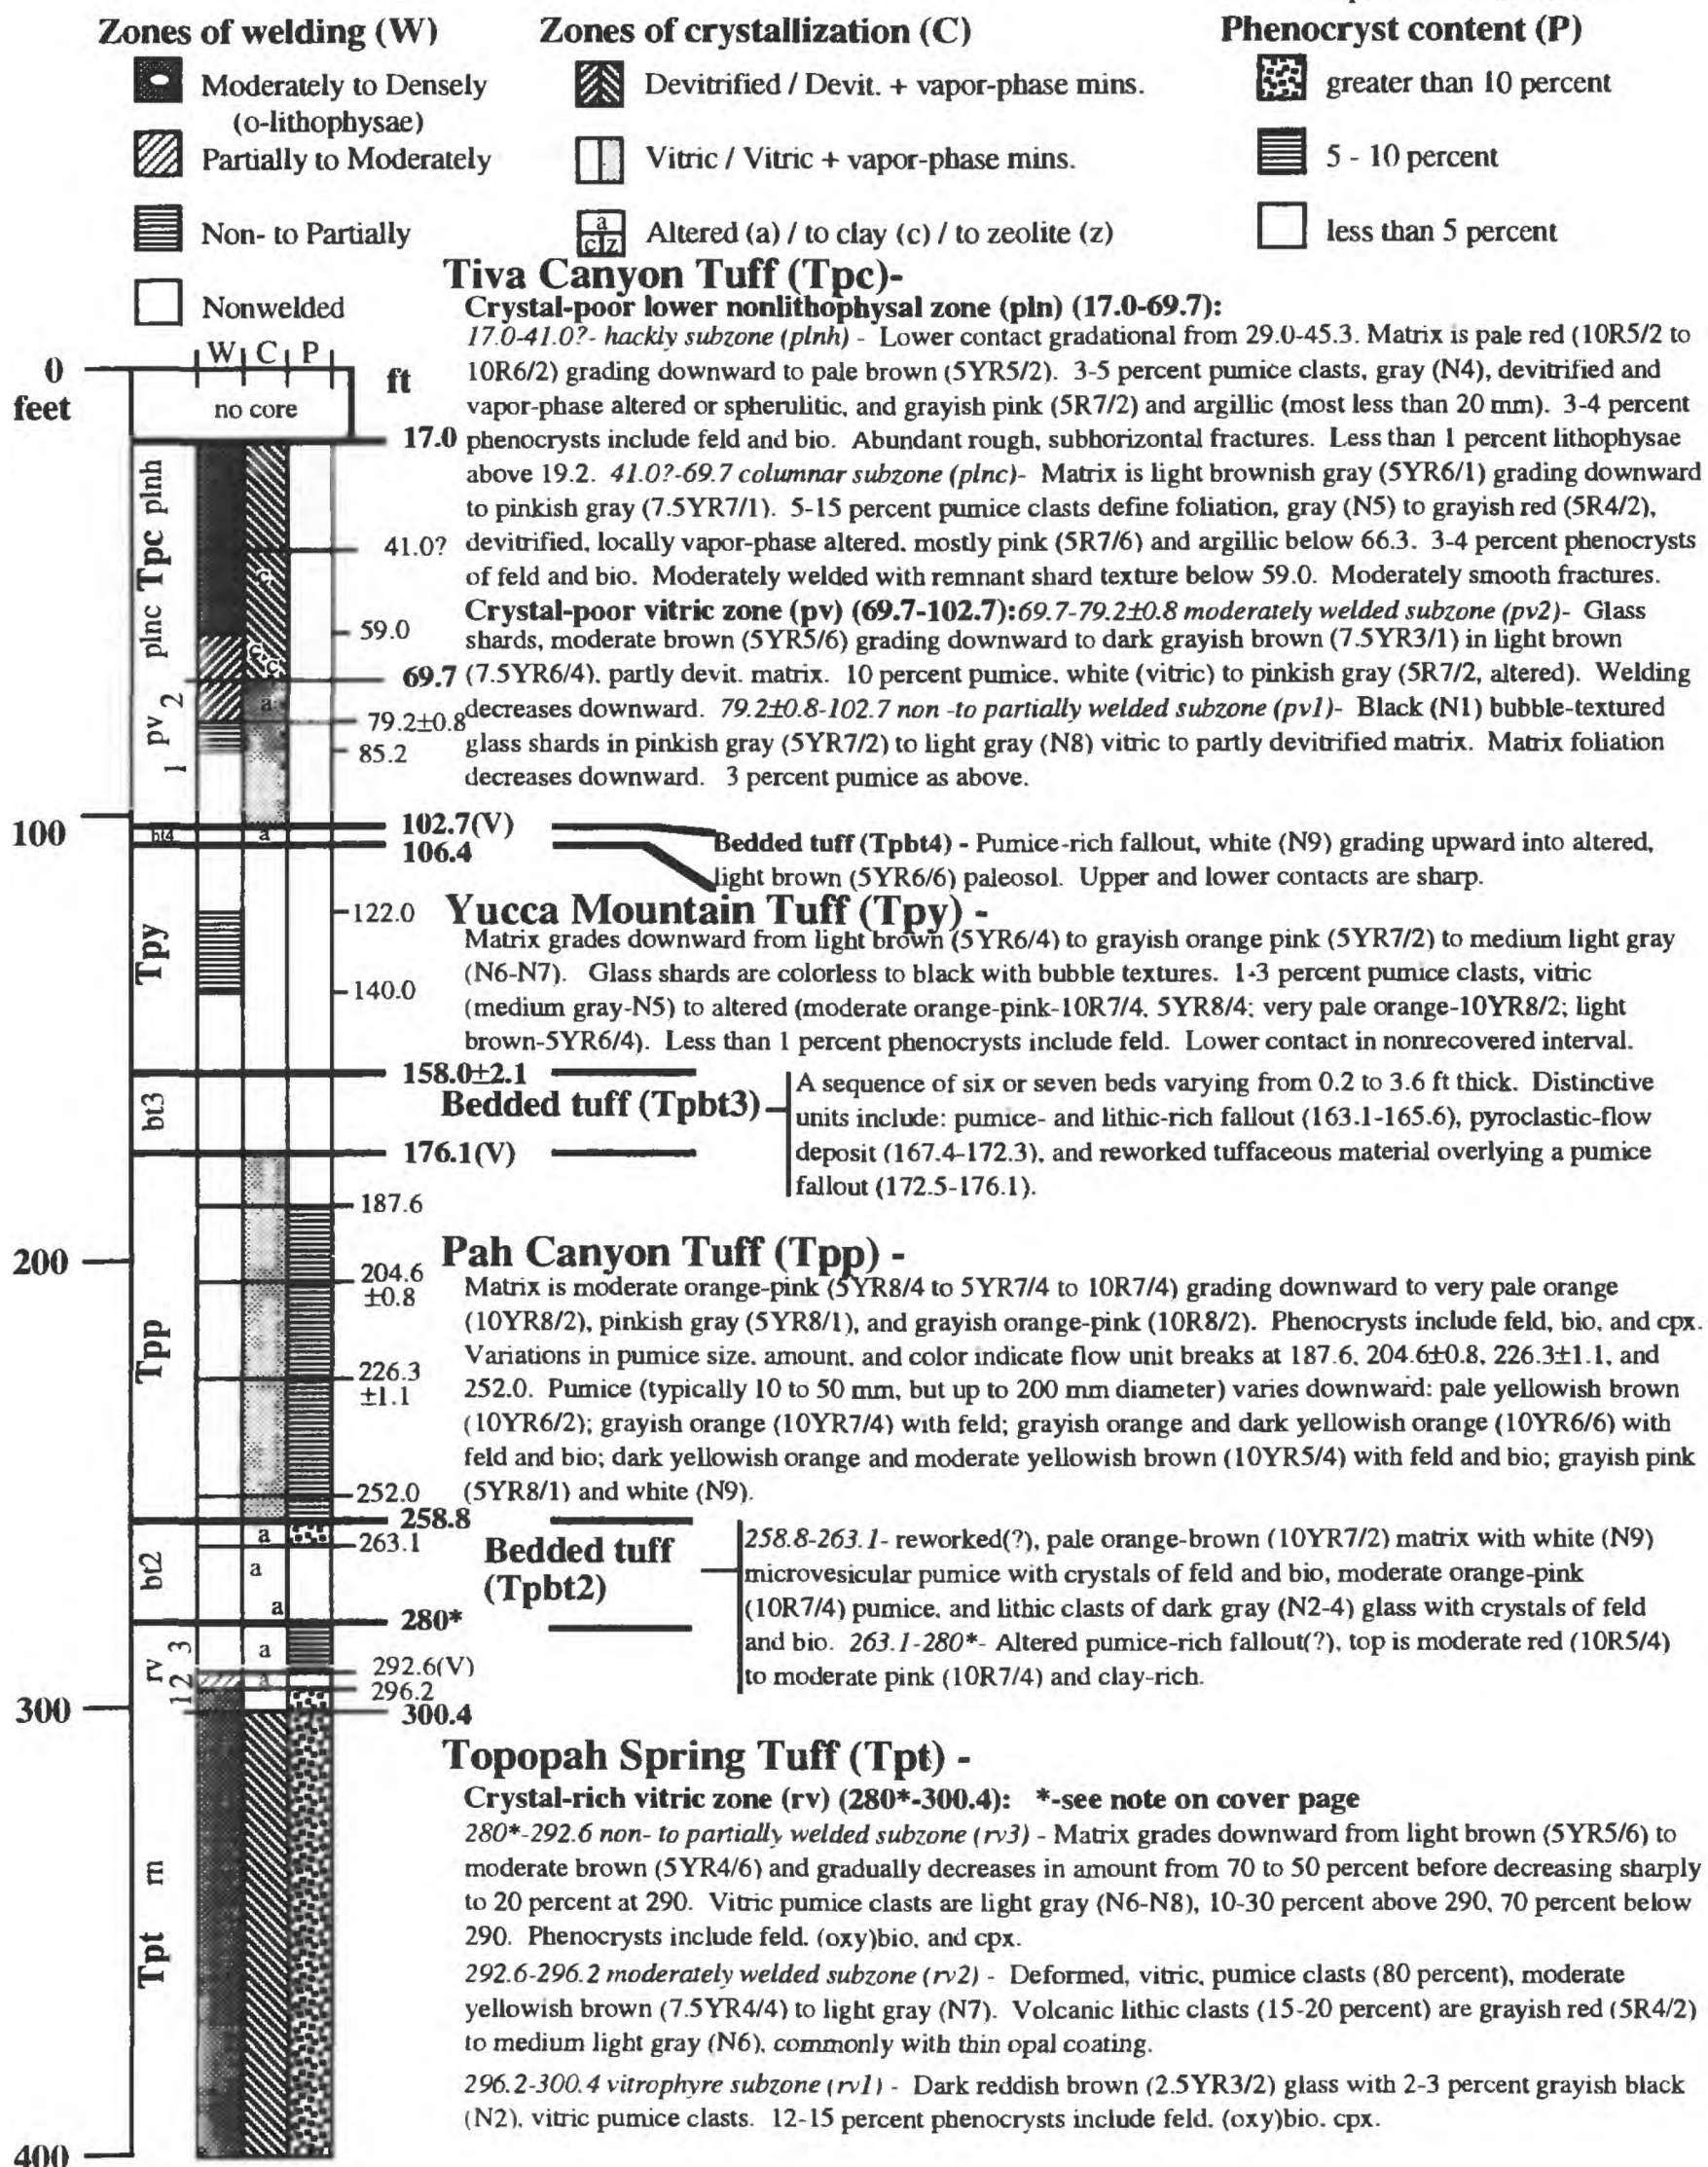 Zones of welding (W)
Moderately to Densely
(o-lithophysae)
Partially to Moderately
Non- to Partially
Nonwelded
Zones of crystallization (C)
Devitrified / Devit. + vapor-phase mins.
Vitric / Vitric + vapor-phase mins.
a
c z
Altered (a) / to clay (c) / to zeolite (z)
Phenocryst content (P)
greater than 10 percent
5 - 10 percent
less than 5 percent
Tiva Canyon Tuff (Tpc)-
Crystal-poor lower nonlithophysal zone (pln) (17.0-69.7):
17.0-41.0?- hackly subzone (plnh) - Lower contact gradational from 29.0-45.3. Matrix is pale red (10R5/2 to
10R6/2) grading downward to pale brown (5YR5/2). 3-5 percent pumice clasts, gray (N4), devitrified and
vapor-phase altered or spherulitic, and grayish pink (5R7/2) and argillic (most less than 20 mm). 3-4 percent
phenocrysts include feld and bio. Abundant rough, subhorizontal fractures. Less than 1 percent lithophysae
above 19.2. 41.0?-69.7 columnar subzone (plnc)- Matrix is light brownish gray (5YR6/1) grading downward
to pinkish gray (7.5YR7/1). 5-15 percent pumice clasts define foliation, gray (N5) to grayish red (5R4/2),
devitrified, locally vapor-phase altered, mostly pink (5R7/6) and argillic below 66.3. 3-4 percent phenocrysts
of feld and bio. Moderately welded with remnant shard texture below 59.0. Moderately smooth fractures.
Crystal-poor vitric zone (pv) (69.7-102.7):69.7-79.2±0.8 moderately welded subzone (pv2)- Glass
shards, moderate brown (5YR5/6) grading downward to dark grayish brown (7.5YR3/1) in light brown
(7.5YR6/4), partly devit. matrix. 10 percent pumice, white (vitric) to pinkish gray (5R7/2, altered). Welding
decreases downward. 79.2±0.8-102.7 non -to partially welded subzone (pv1)- Black (N1) bubble-textured
glass shards in pinkish gray (5YR7/2) to light gray (N8) vitric to partly devitrified matrix. Matrix foliation
decreases downward. 3 percent pumice as above.
Bedded tuff (Tpbt4) - Pumice-rich fallout, white (N9) grading upward into altered,
light brown (5YR6/6) paleosol. Upper and lower contacts are sharp.
Yucca Mountain Tuff (Tpy) -
Matrix grades downward from light brown (5YR6/4) to grayish orange pink (5YR7/2) to medium light gray
(N6-N7). Glass shards are colorless to black with bubble textures. 1-3 percent pumice clasts, vitric
(medium gray-N5) to altered (moderate orange-pink-10R7/4, 5YR8/4; very pale orange-10YR8/2; light
brown-5YR6/4). Less than 1 percent phenocrysts include feld. Lower contact in nonrecovered interval.
Bedded tuff (Tpbt3)
A sequence of six or seven beds varying from 0.2 to 3.6 ft thick. Distinctive
units include: pumice- and lithic-rich fallout (163.1-165.6), pyroclastic-flow
deposit (167.4-172.3), and reworked tuffaceous material overlying a pumice
fallout (172.5-176.1).
Pah Canyon Tuff (Tpp) -
Matrix is moderate orange-pink (5YR8/4 to 5YR7/4 to 10R7/4) grading downward to very pale orange
(10YR8/2), pinkish gray (5YR8/1), and grayish orange-pink (10R8/2). Phenocrysts include feld, bio, and cpx.
Variations in pumice size, amount, and color indicate flow unit breaks at 187.6, 204.6±0.8, 226.3±1.1, and
252.0. Pumice (typically 10 to 50 mm, but up to 200 mm diameter) varies downward: pale yellowish brown
(10YR6/2); grayish orange (10YR7/4) with feld; grayish orange and dark yellowish orange (10YR6/6) with
feld and bio; dark yellowish orange and moderate yellowish brown (10YR5/4) with feld and bio; grayish pink
(5YR8/1) and white (N9).
Bedded tuff
(Tpbt2)
258.8-263.1- reworked(?), pale orange-brown (10YR7/2) matrix with white (N9)
microvesicular pumice with crystals of feld and bio, moderate orange-pink
(10R7/4) pumice, and lithic clasts of dark gray (N2-4) glass with crystals of feld
and bio. 263.1-280*- Altered pumice-rich fallout(?), top is moderate red (10R5/4)
to moderate pink (10R7/4) and clay-rich.
Topopah Spring Tuff (Tpt) -
Crystal-rich vitric zone (rv) (280*-300.4): *-see note on cover page
280*-292.6 non- to partially welded subzone (rv3) - Matrix grades downward from light brown (5YR5/6) to
moderate brown (5YR4/6) and gradually decreases in amount from 70 to 50 percent before decreasing sharply
to 20 percent at 290. Vitric pumice clasts are light gray (N6-N8), 10-30 percent above 290, 70 percent below
290. Phenocrysts include feld. (oxy)bio, and cpx.
292.6-296.2 moderately welded subzone (rv2) - Deformed, vitric, pumice clasts (80 percent), moderate
yellowish brown (7.5YR4/4) to light gray (N7). Volcanic lithic clasts (15-20 percent) are grayish red (5R4/2)
to medium light gray (N6), commonly with thin opal coating.
296.2-300.4 vitrophyre subzone (rv1) - Dark reddish brown (2.5YR3/2) glass with 2-3 percent grayish black
(N2), vitric pumice clasts. 12-15 percent phenocrysts include feld. (oxy)bio. cpx.
W C P
0
feet
ft
no core
17.0
plnh
41.0?
Tpc
c
plnc
59.0
c
c
69.7
2
a
79.2±0.8
pv
85.2
1
100
102.7(V)
bt4
a
106.4
122.0
Tpy
140.0
158.0±2.1
bt3
176.1(V)
187.6
200
204.6
±0.8
Tpp
226.3
±1.1
252.0
258.8
a
263.1
bt2
a
a
280*
3
a
rv
292.6(V)
2
a
296.2
1
300
300.4
rn
Tpt
400